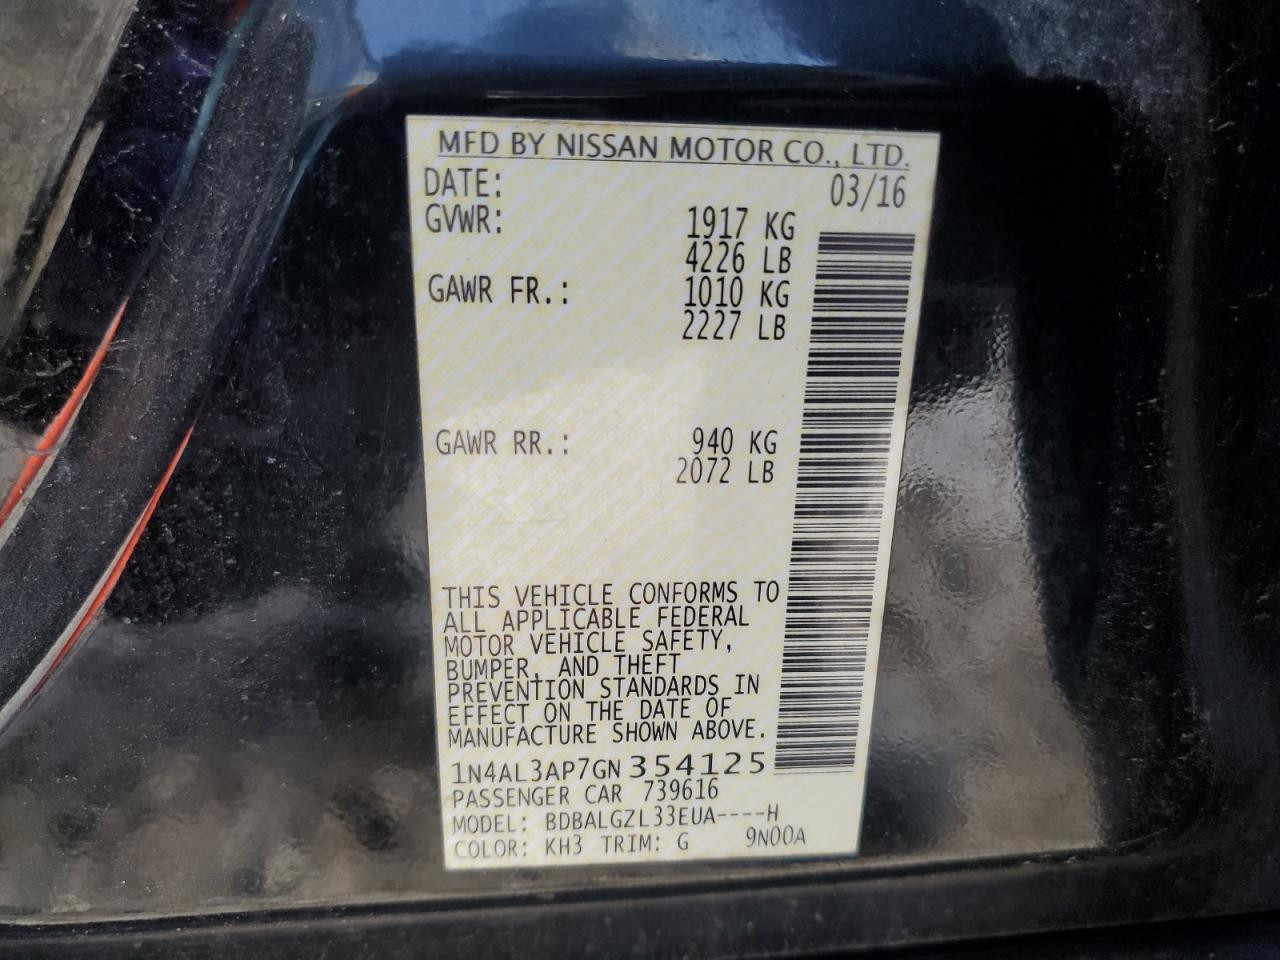 MFD BY NISSAN MOTOR CO., LTD.
DATE: 03/16
GVWR: 1917 KG
4226 LB
GAWR FR.: 1010 KG
2227 LB
GAWR RR.: 940 KG
2072 LB
THIS VEHICLE CONFORMS TO
ALL APPLICABLE FEDERAL
MOTOR VEHICLE SAFETY,
BUMPER, AND THEFT
PREVENTION STANDARDS IN
EFFECT ON THE DATE OF
MANUFACTURE SHOWN ABOVE.
1N4AL3AP7GN354125
PASSENGER CAR 739616
MODEL: BDBALGZL33EUA----H
COLOR: KH3 TRIM: G 9N00A